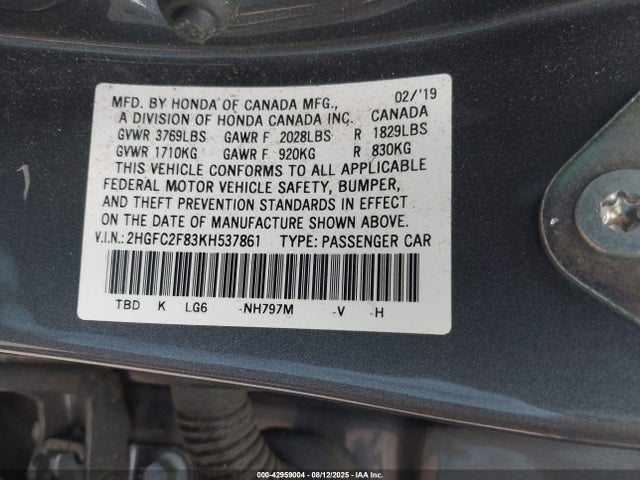 MFD. BY HONDA OF CANADA MFG., 02/'19
A DIVISION OF HONDA CANADA INC. CANADA
GVWR 3769LBS GAWR F 2028LBS R 1829LBS
GVWR 1710KG GAWR F 920KG R 830KG
THIS VEHICLE CONFORMS TO ALL APPLICABLE
FEDERAL MOTOR VEHICLE SAFETY, BUMPER,
AND THEFT PREVENTION STANDARDS IN EFFECT
ON THE DATE OF MANUFACTURE SHOWN ABOVE.
V.I.N.: 2HGFC2F83KH537861 TYPE: PASSENGER CAR
TBD K LG6 -NH797M -V -H
000-42959004 | 08/12/2025 | IAA Inc.